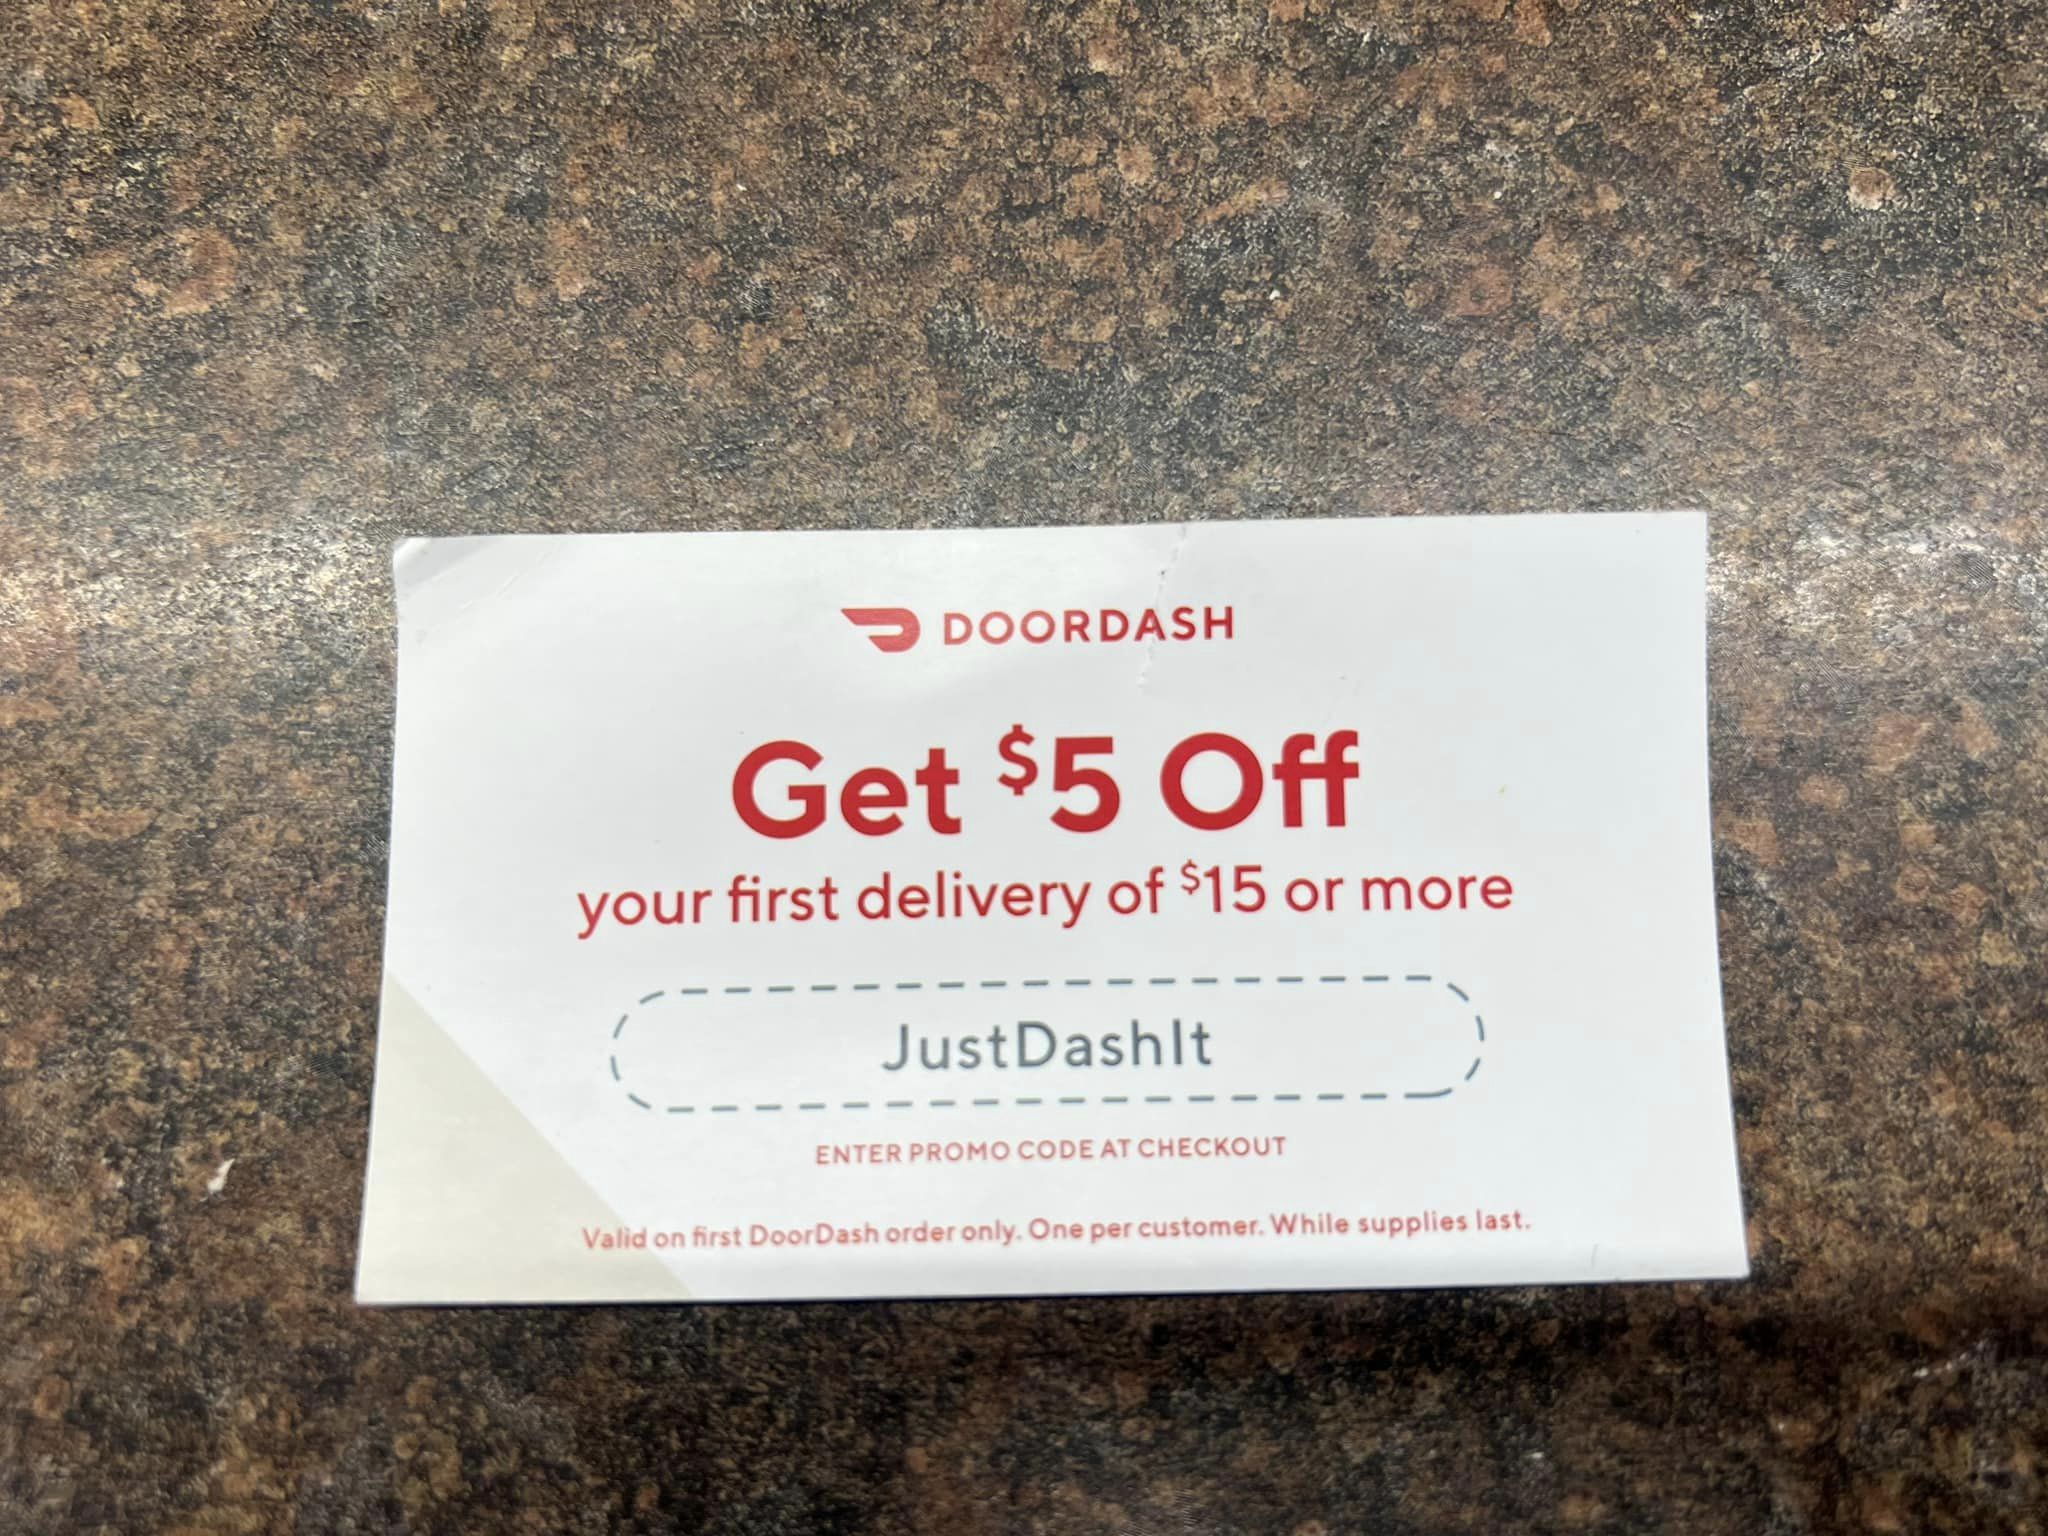 DOORDASH
Get $5 Off
your first delivery of $15 or more
JustDashIt
ENTER PROMO CODE AT CHECKOUT
Valid on first DoorDash order only. One per customer. While supplies last.